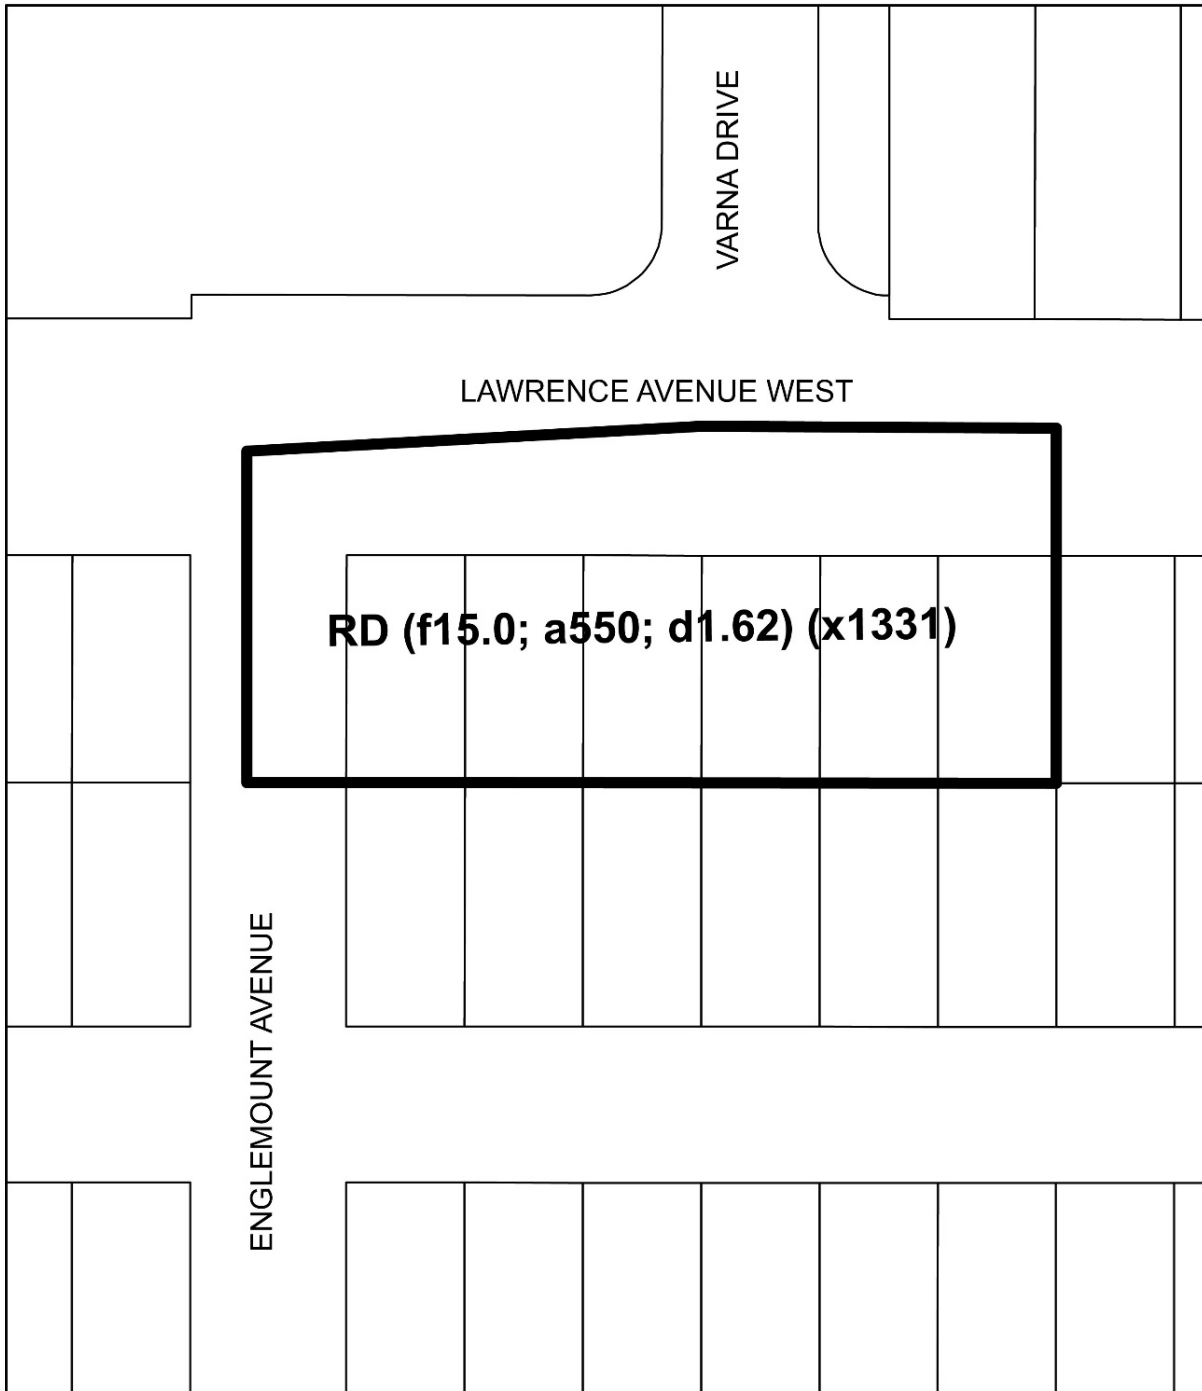 VARNA DRIVE
LAWRENCE AVENUE WEST
RD (f15.0; a550; d1.62) (x1331)
ENGLEMOUNT AVENUE